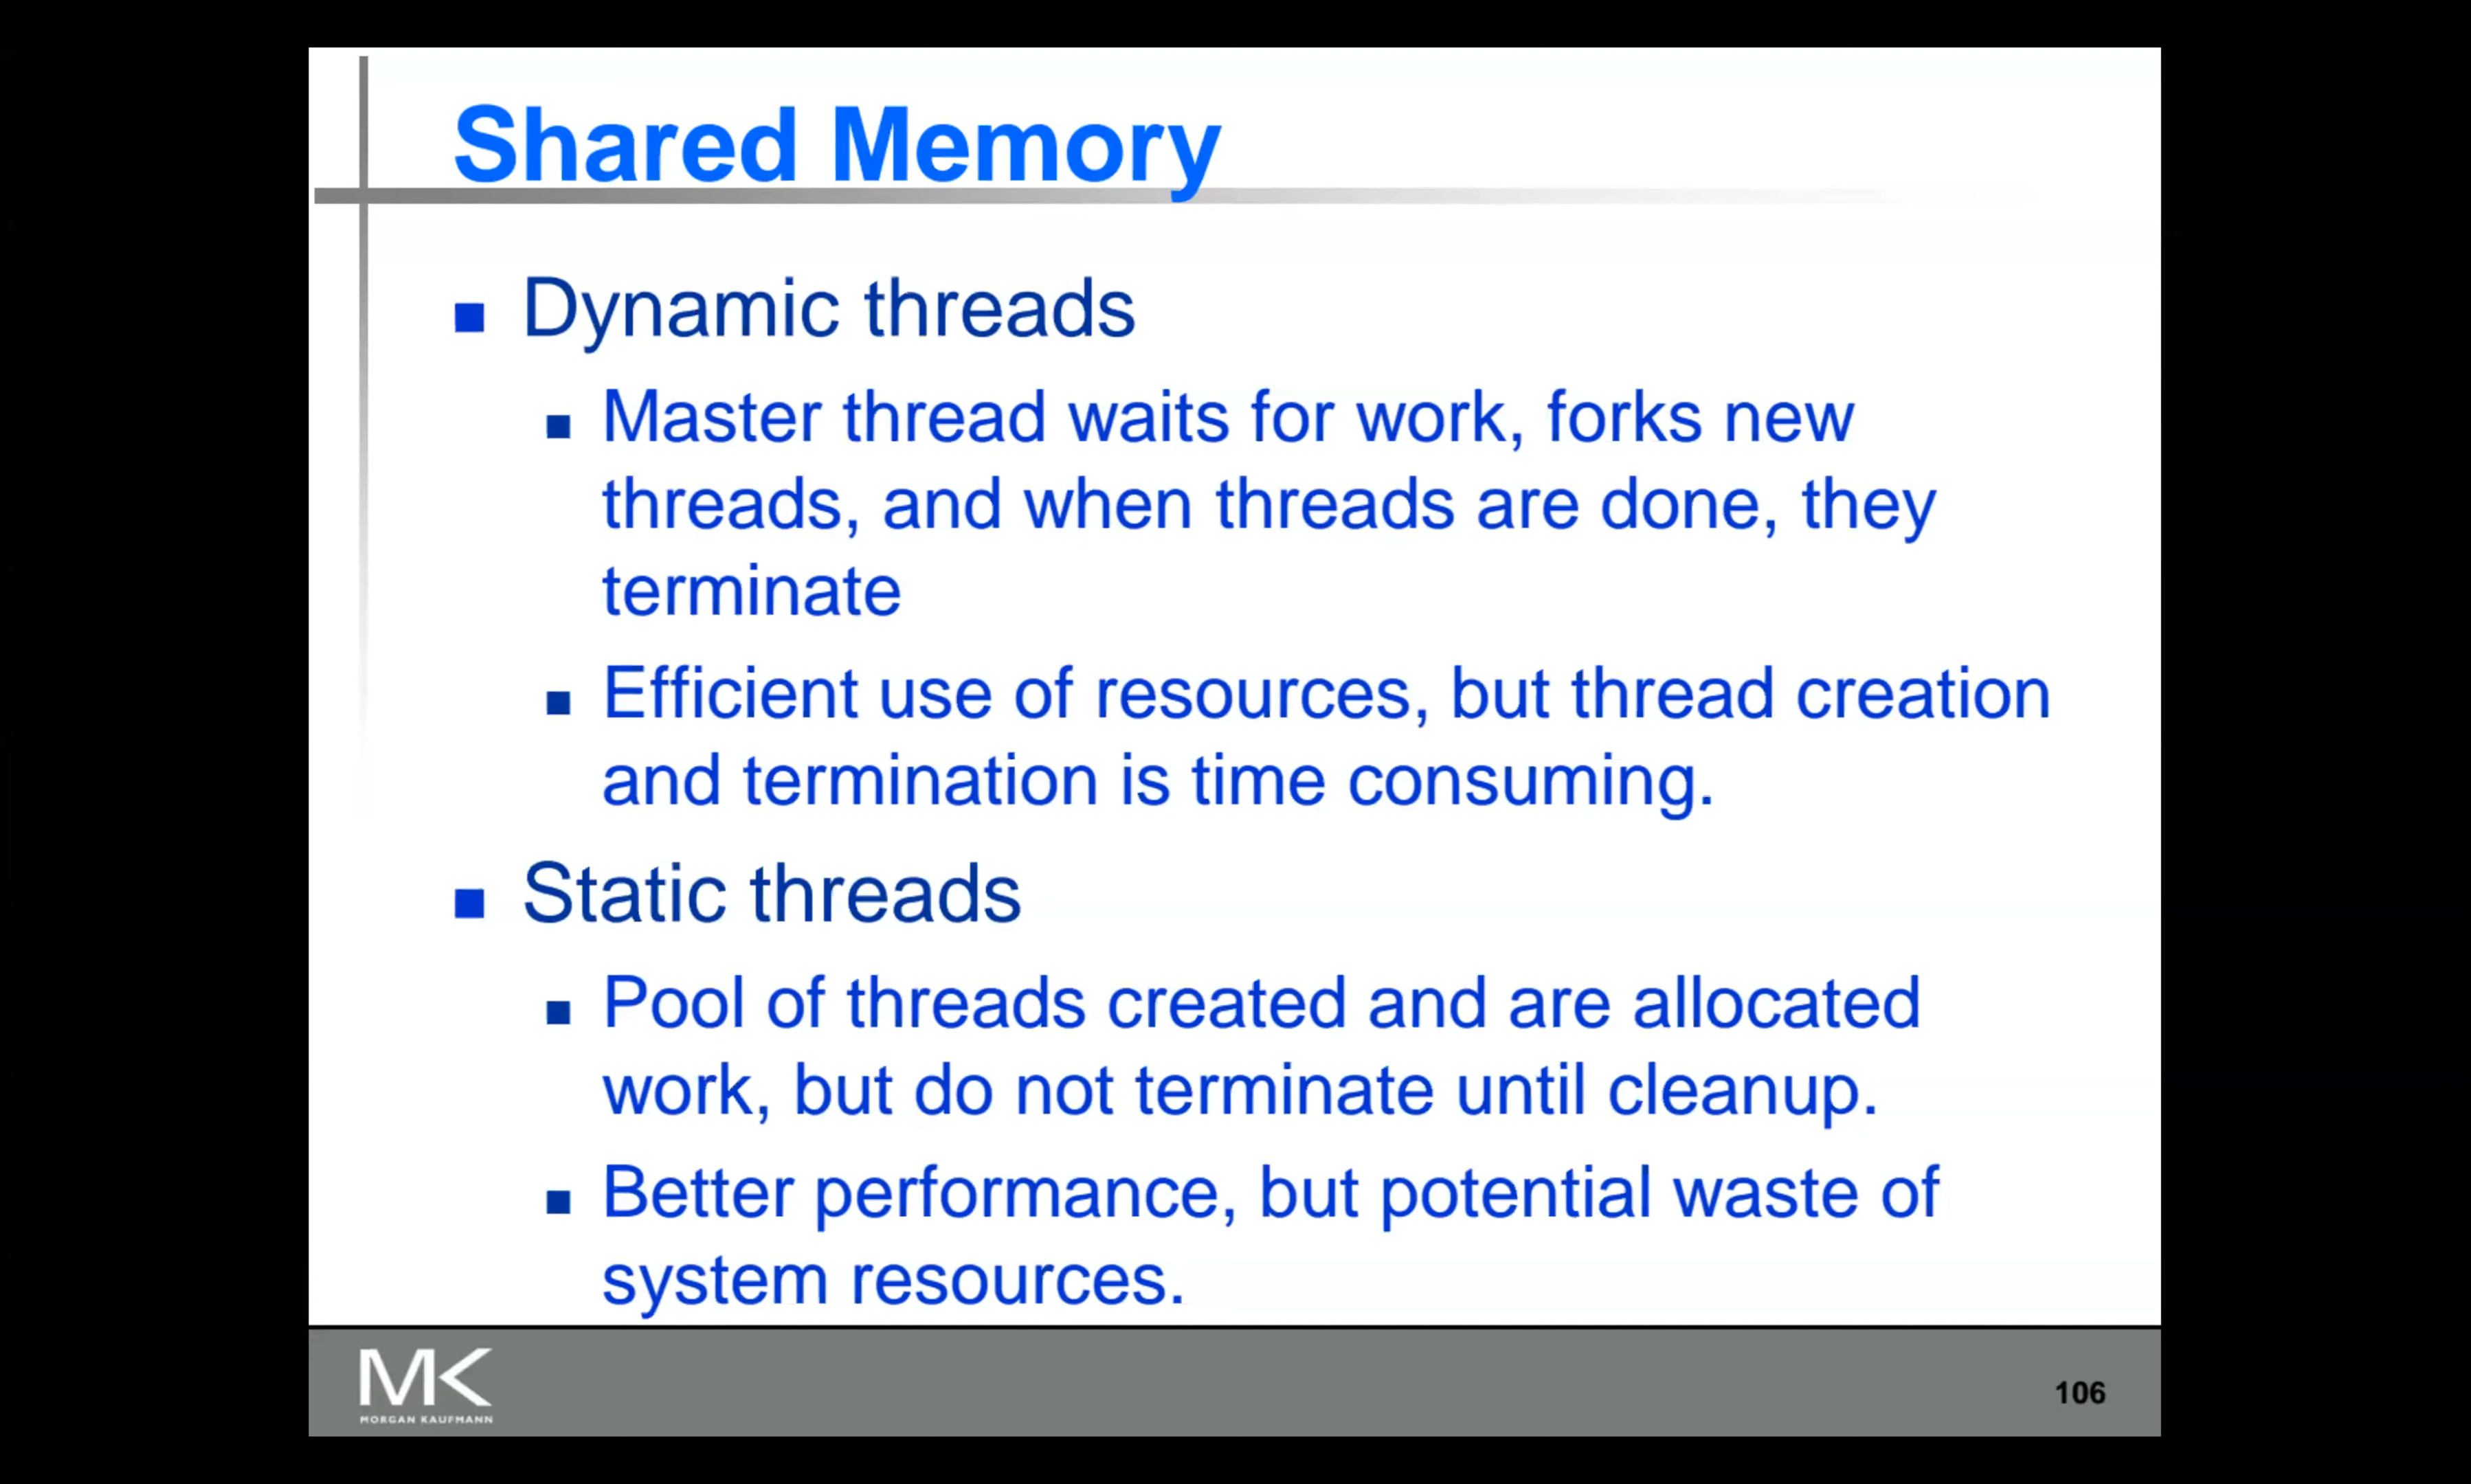 Shared Memory
Dynamic threads
Master thread waits for work, forks new
threads, and when threads are done, they
terminate
Efficient use of resources, but thread creation
and termination is time consuming.
Static threads
Pool of threads created and are allocated
work, but do not terminate until cleanup.
Better performance, but potential waste of
system resources.
MK
MORGAN KAUFMANN
106